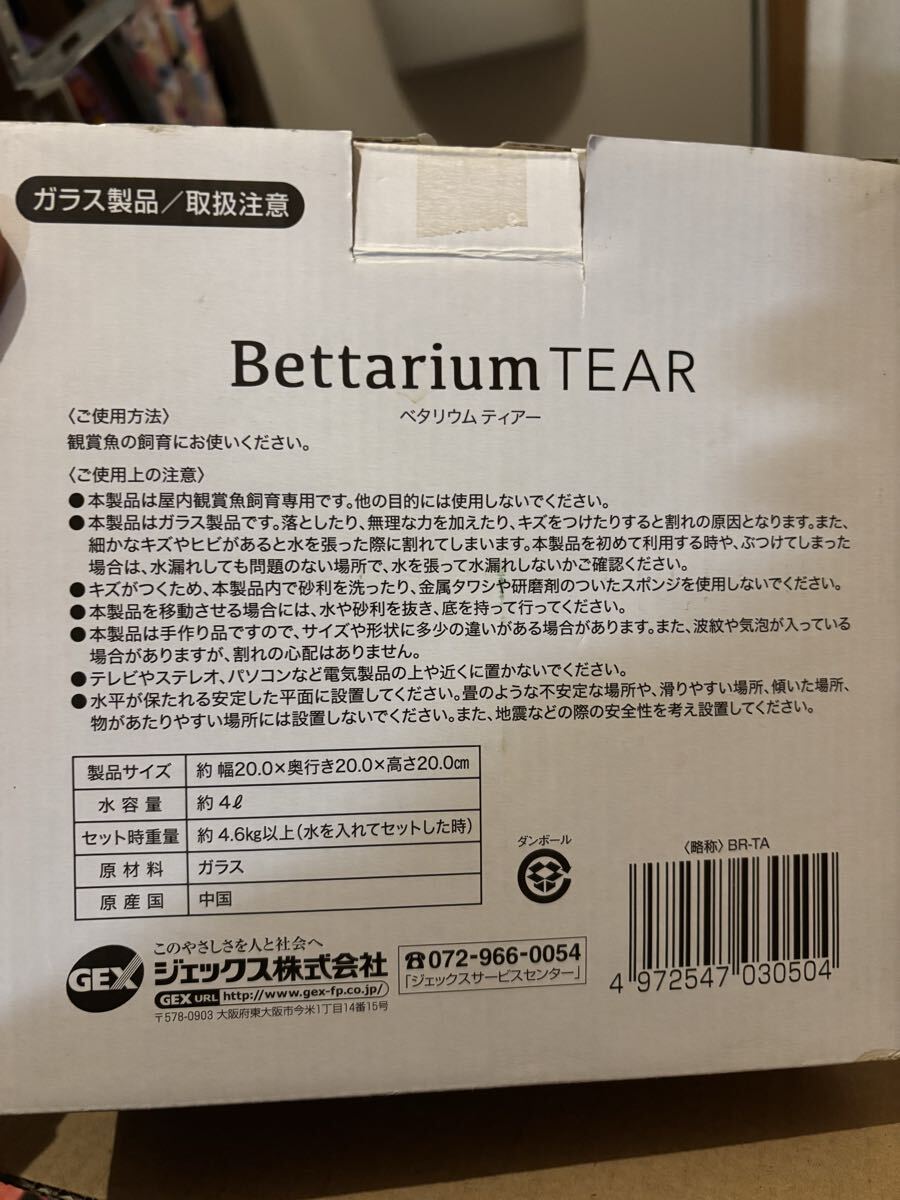 ガラス製品／取扱注意
Bettarium TEAR
ベタリウム ティアー
〈ご使用方法〉
観賞魚の飼育にお使いください。
〈ご使用上の注意〉
●本製品は屋内観賞魚飼育専用です。他の目的には使用しないでください。
●本製品はガラス製品です。落としたり、無理な力を加えたり、キズをつけたりすると割れの原因となります。また、
細かなキズやヒビがあると水を張った際に割れてしまいます。本製品を初めて利用する時や、ぶつけてしまった
場合は、水漏れしても問題のない場所で、水を張って水漏れしないかご確認ください。
●キズがつくため、本製品内で砂利を洗ったり、金属タワシや研磨剤のついたスポンジを使用しないでください。
●本製品を移動させる場合には、水や砂利を抜き、底を持って行ってください。
●本製品は手作り品ですので、サイズや形状に多少の違いがある場合があります。また、波紋や気泡が入っている
場合がありますが、割れの心配はありません。
●テレビやステレオ、パソコンなど電気製品の上や近くに置かないでください。
●水平が保たれる安定した平面に設置してください。畳のような不安定な場所や、滑りやすい場所、傾いた場所、
物があたりやすい場所には設置しないでください。また、地震などの際の安全性を考え設置してください。
製品サイズ 約 幅20.0×奥行き20.0×高さ20.0cm
水容量 約4ℓ
セット時重量 約4.6kg以上(水を入れてセットした時)
原材料 ガラス
原産国 中国
ダンボール
〈略称〉BR-TA
4 972547 030504
GEX
このやさしさを人と社会へ
ジェックス株式会社
GEX URL http://www.gex-fp.co.jp/
〒578-0903 大阪府東大阪市今米1丁目14番15号
☎072-966-0054
「ジェックスサービスセンター」